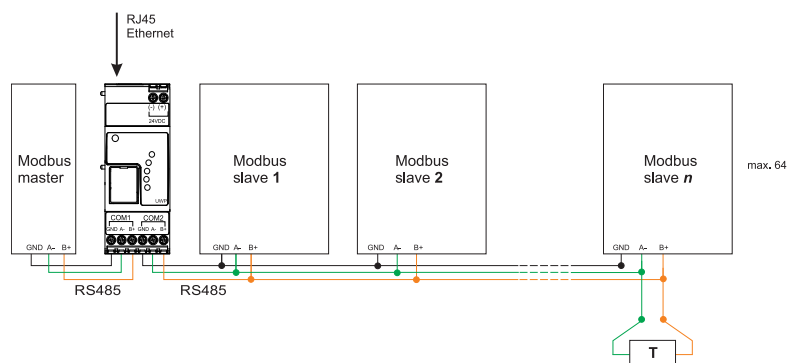 RJ45
Ethernet
(-) (+)
24VDC
Modbus
master
UWP
COM1 COM2
GND A- B+ GND A- B+
Modbus
slave 1
Modbus
slave 2
Modbus
slave n
max. 64
GND A- B+
GND A- B+
GND A- B+
GND A- B+
RS485
RS485
T